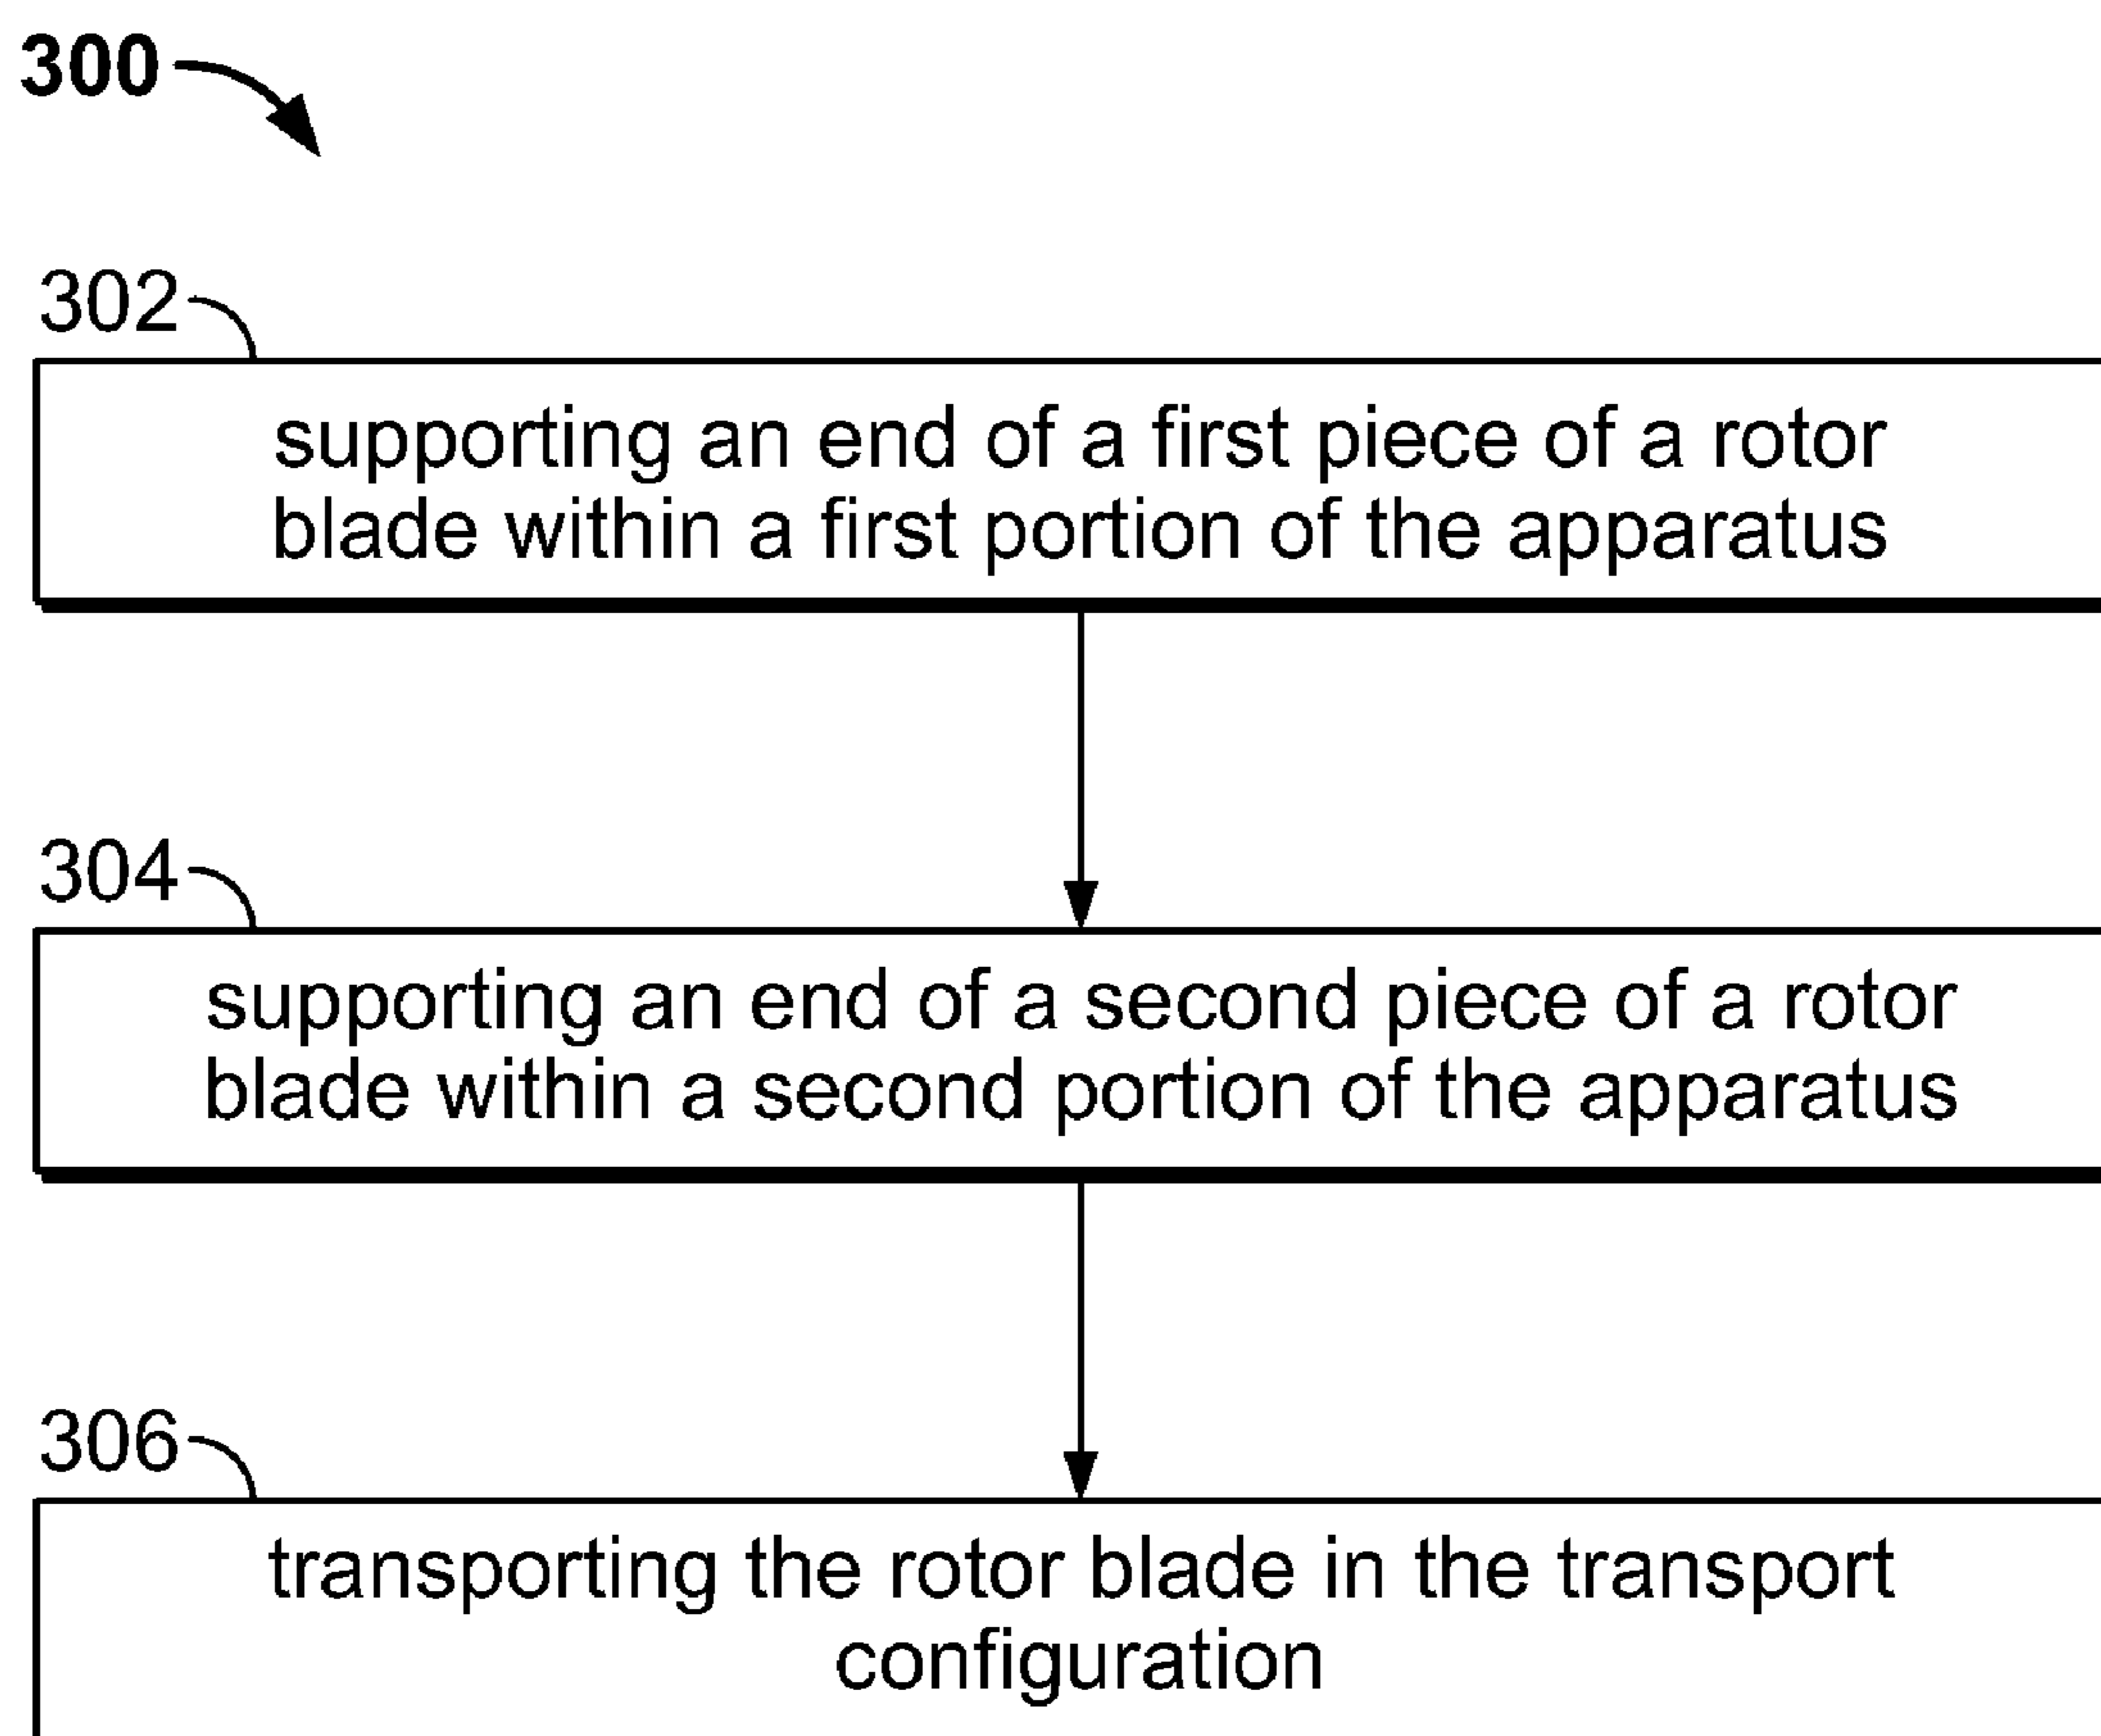 300
302
supporting an end of a first piece of a rotor
blade within a first portion of the apparatus
304
supporting an end of a second piece of a rotor
blade within a second portion of the apparatus
306
transporting the rotor blade in the transport
configuration